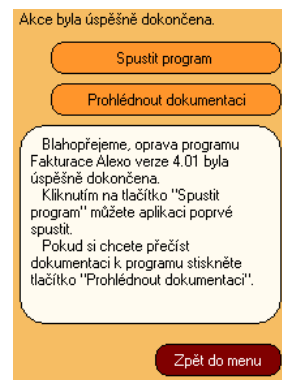 Akce byla úspěšně dokončena.
Spustit program
Prohlédnout dokumentaci
Blahopřejeme, oprava programu
Fakturace Alexo verze 4.01 byla
úspěšně dokončena.
Kliknutím na tlačítko "Spustit
program" můžete aplikaci poprvé
spustit.
Pokud si chcete přečíst
dokumentaci k programu stiskněte
tlačítko "Prohlédnout dokumentaci".
Zpět do menu